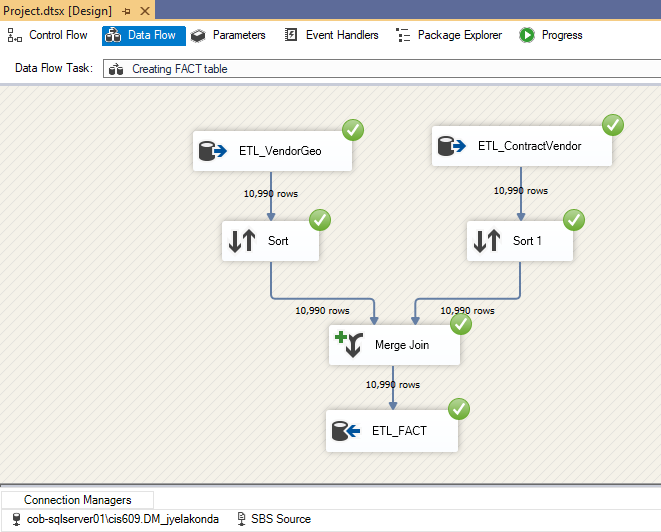 Project.dtsx [Design]
Control Flow Data Flow Parameters Event Handlers Package Explorer Progress
Data Flow Task: Creating FACT table
ETL_VendorGeo
ETL_ContractVendor
10,990 rows
10,990 rows
Sort
Sort 1
10,990 rows
10,990 rows
Merge Join
10,990 rows
ETL_FACT
Connection Managers
cob-sqlserver01\cis609.DM_jyelakonda SBS Source